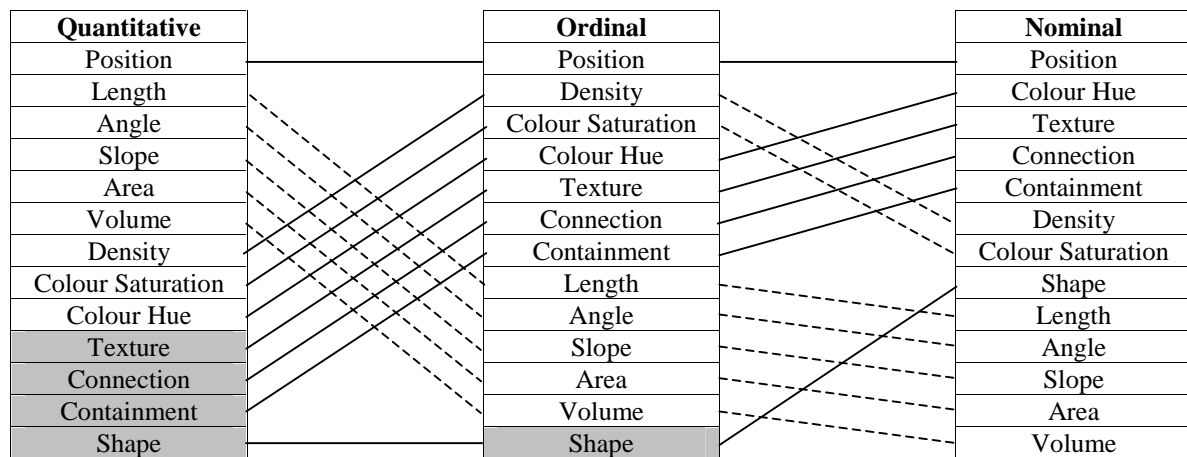 Quantitative Ordinal Nominal
Position Position Position
Length Density Colour Hue
Angle Colour Saturation Texture
Slope Colour Hue Connection
Area Texture Containment
Volume Connection Density
Density Containment Colour Saturation
Colour Saturation Length Shape
Colour Hue Angle Length
Texture Slope Angle
Connection Area Slope
Containment Volume Area
Shape Shape Volume